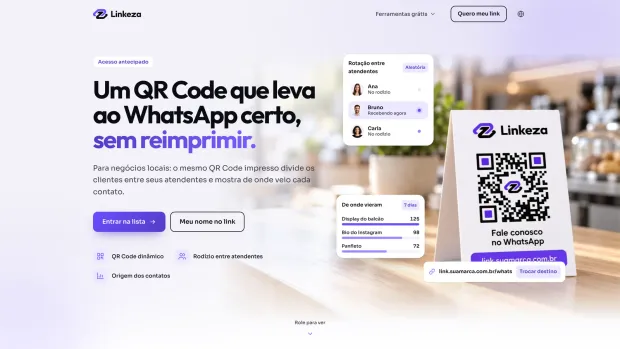 Linkeza
Ferramentas grátis
Quero meu link
Acesso antecipado
Um QR Code que leva
ao WhatsApp certo,
sem reimprimir.
Para negócios locais: o mesmo QR Code impresso divide os
clientes entre seus atendentes e mostra de onde veio cada
contato.
Entrar na lista →
Meu nome no link
QR Code dinâmico
Rodízio entre atendentes
Origem dos contatos
Rotação entre
atendentes
Aleatória
Ana
No rodízio
Bruno
Recebendo agora
Carla
No rodízio
De onde vieram
7 dias
Display do balcão 126
Bio do Instagram 98
Panfleto 72
Linkeza
Fale conosco
no WhatsApp
link.suamarca.com.br
link.suamarca.com.br/whats
Trocar destino
Role para ver